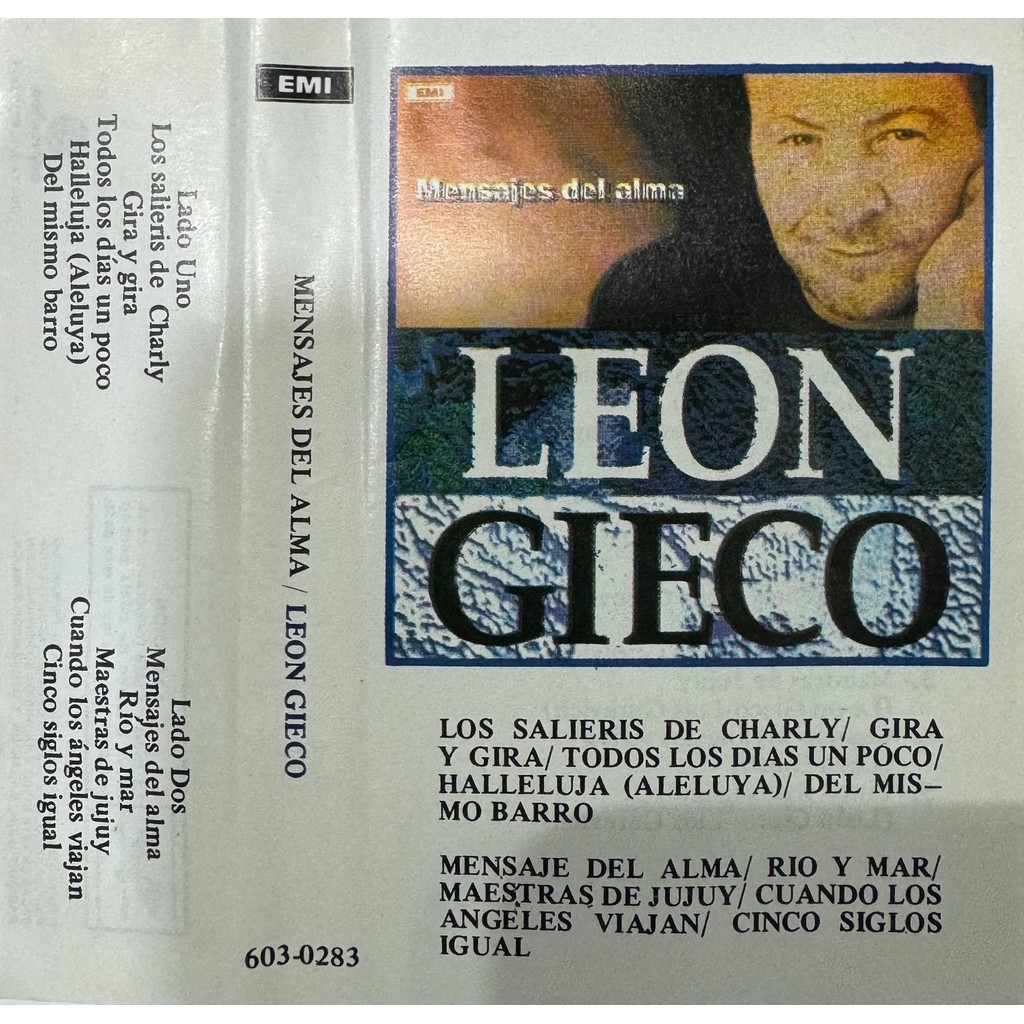 Lado Uno
Los salieris de Charly
Gira y gira
Todos los días un poco
Halleluja (Aleluya)
Del mismo barro
Lado Dos
Mensajes del alma
Río y mar
Maestras de jujuy
Cuando los ángeles viajan
Cinco siglos igual
EMI
MENSAJES DEL ALMA / LEON GIECO
603-0283
EMI
Mensajes del alma
LEON
GIECO
LOS SALIERIS DE CHARLY/ GIRA
Y GIRA/ TODOS LOS DIAS UN POCO/
HALLELUJA (ALELUYA)/ DEL MIS–
MO BARRO
MENSAJE DEL ALMA/ RIO Y MAR/
MAESTRAS DE JUJUY/ CUANDO LOS
ANGELES VIAJAN/ CINCO SIGLOS
IGUAL